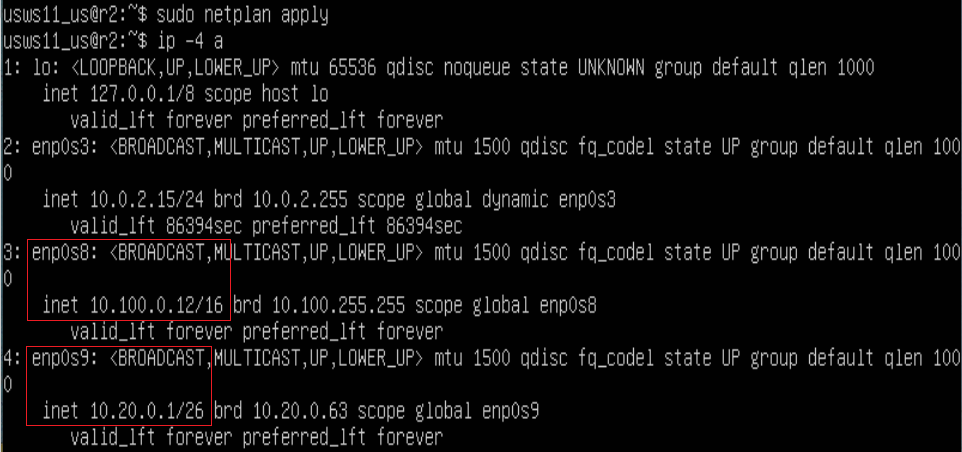 usws11_us@r2:~$ sudo netplan apply
usws11_us@r2:~$ ip -4 a
1: lo: <LOOPBACK,UP,LOWER_UP> mtu 65536 qdisc noqueue state UNKNOWN group default qlen 1000
    inet 127.0.0.1/8 scope host lo
       valid_lft forever preferred_lft forever
2: enp0s3: <BROADCAST,MULTICAST,UP,LOWER_UP> mtu 1500 qdisc fq_codel state UP group default qlen 100
0
    inet 10.0.2.15/24 brd 10.0.2.255 scope global dynamic enp0s3
       valid_lft 86394sec preferred_lft 86394sec
3: enp0s8: <BROADCAST,MULTICAST,UP,LOWER_UP> mtu 1500 qdisc fq_codel state UP group default qlen 100
0
    inet 10.100.0.12/16 brd 10.100.255.255 scope global enp0s8
       valid_lft forever preferred_lft forever
4: enp0s9: <BROADCAST,MULTICAST,UP,LOWER_UP> mtu 1500 qdisc fq_codel state UP group default qlen 100
0
    inet 10.20.0.1/26 brd 10.20.0.63 scope global enp0s9
       valid_lft forever preferred_lft forever